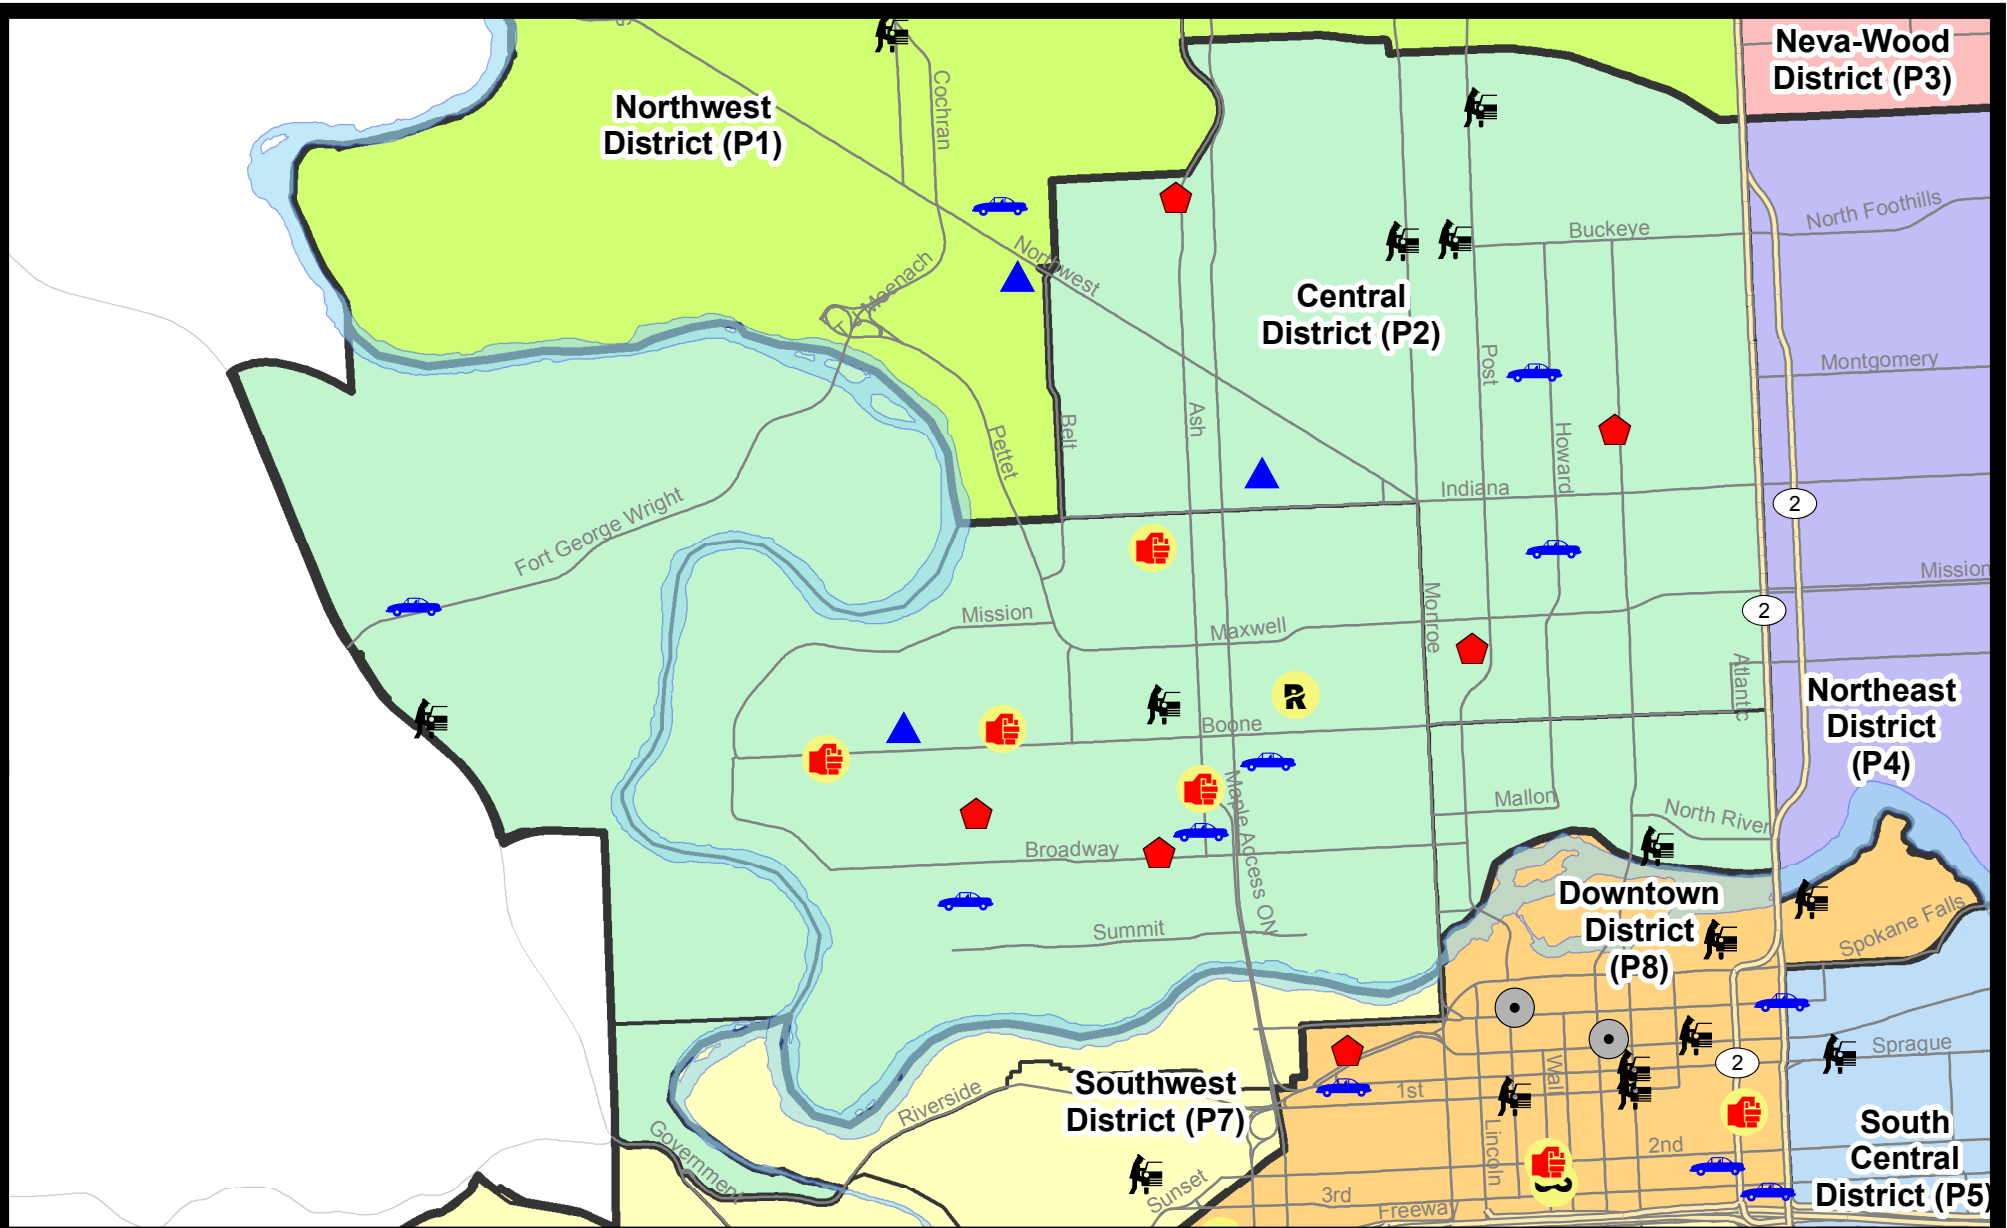 Neva-Wood
District (P3)
Northwest
District (P1)
Cochran
North Foothills
Buckeye
Northwest
T J Meenach
Central
District (P2)
Post
Montgomery
Ash
Belt
Pettet
Howard
Indiana
2
Fort George Wright
Mission
Mission
2
Maxwell
Monroe
Atlantic
Northeast
District
(P4)
R
Boone
Maple Access ON
Mallon
North River
Broadway
Downtown
District
(P8)
Spokane Falls
Summit
Sprague
Wall
2
Southwest
District (P7)
1st
Riverside
Government
Lincoln
2nd
South
Central
District (P5)
Sunset
3rd
Freeway